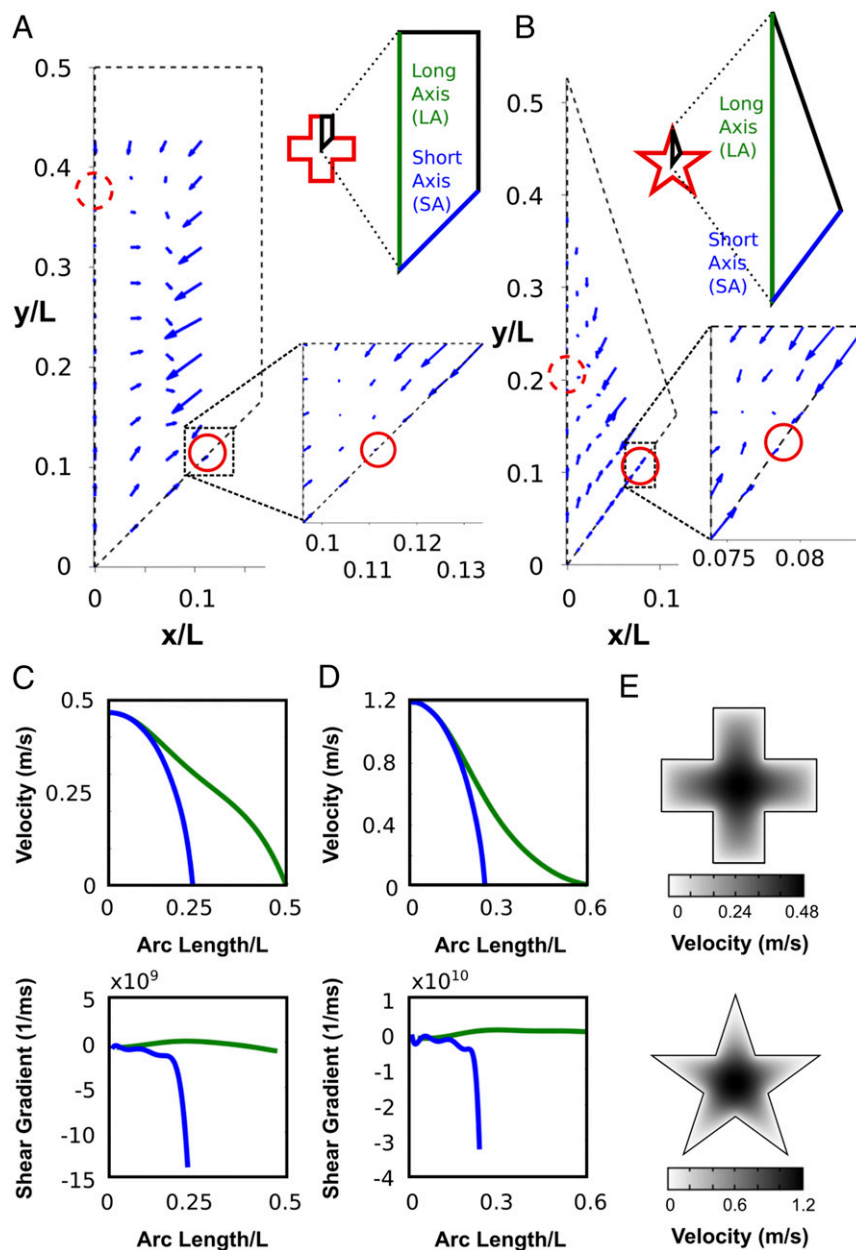 A
B
0.5
0.4
0.3
y/L
0.2
0.1
0
0
0.1
x/L
Long
Axis
(LA)
Short
Axis
(SA)
0.1
0.12
0.11
0.13
0.5
0.4
0.3
y/L
0.2
0.1
0
0
0.1
x/L
Long
Axis
(LA)
Short
Axis
(SA)
0.075
0.08
C
D
E
0.5
0.25
0
Velocity (m/s)
0
0.25
0.5
Arc Length/L
1.2
0.8
0.4
0
Velocity (m/s)
0
0.3
0.6
Arc Length/L
0 0.24 0.48
Velocity (m/s)
x10^9
5
0
-5
-10
-15
Shear Gradient (1/ms)
0
0.25
0.5
Arc Length/L
x10^10
1
0
-1
-2
-3
-4
Shear Gradient (1/ms)
0
0.3
0.6
Arc Length/L
0 0.6 1.2
Velocity (m/s)